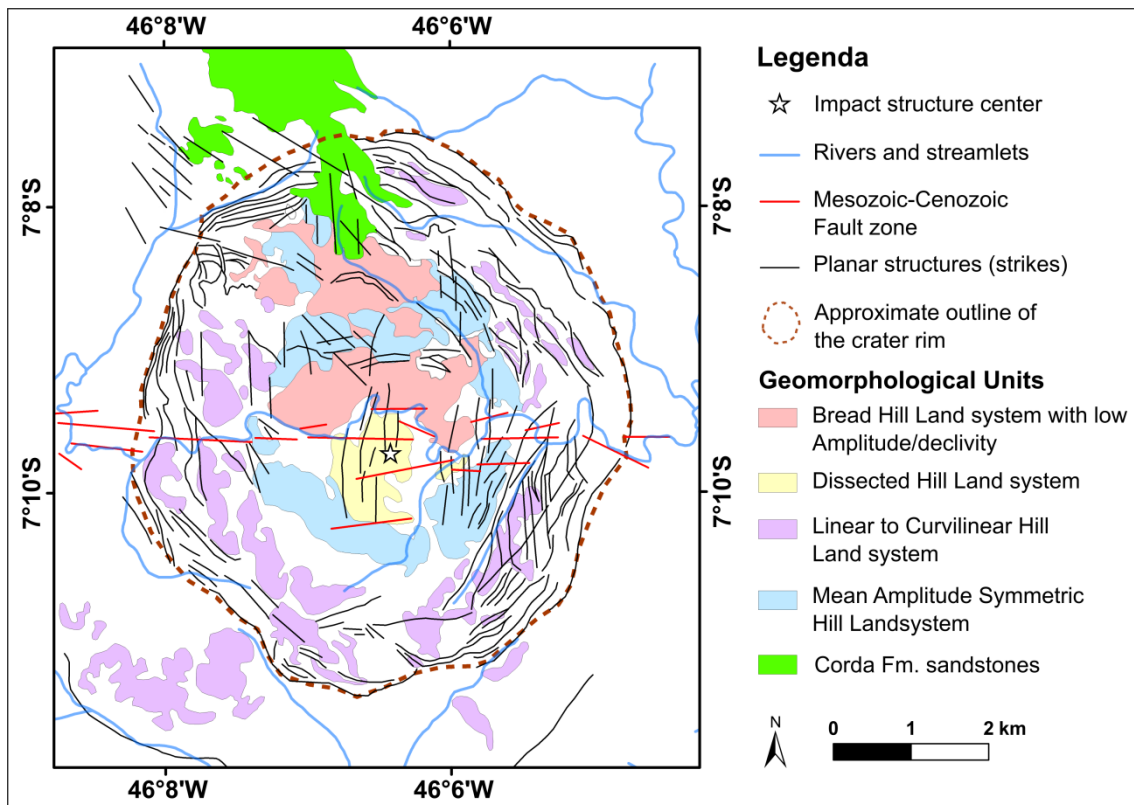 46°8'W
46°6'W
7°8'S
7°8'S
7°10'S
7°10'S
46°8'W
46°6'W
Legenda
Impact structure center
Rivers and streamlets
Mesozoic-Cenozoic
Fault zone
Planar structures (strikes)
Approximate outline of
the crater rim
Geomorphological Units
Bread Hill Land system with low
Amplitude/declivity
Dissected Hill Land system
Linear to Curvilinear Hill
Land system
Mean Amplitude Symmetric
Hill Landsystem
Corda Fm. sandstones
N
0 1 2 km